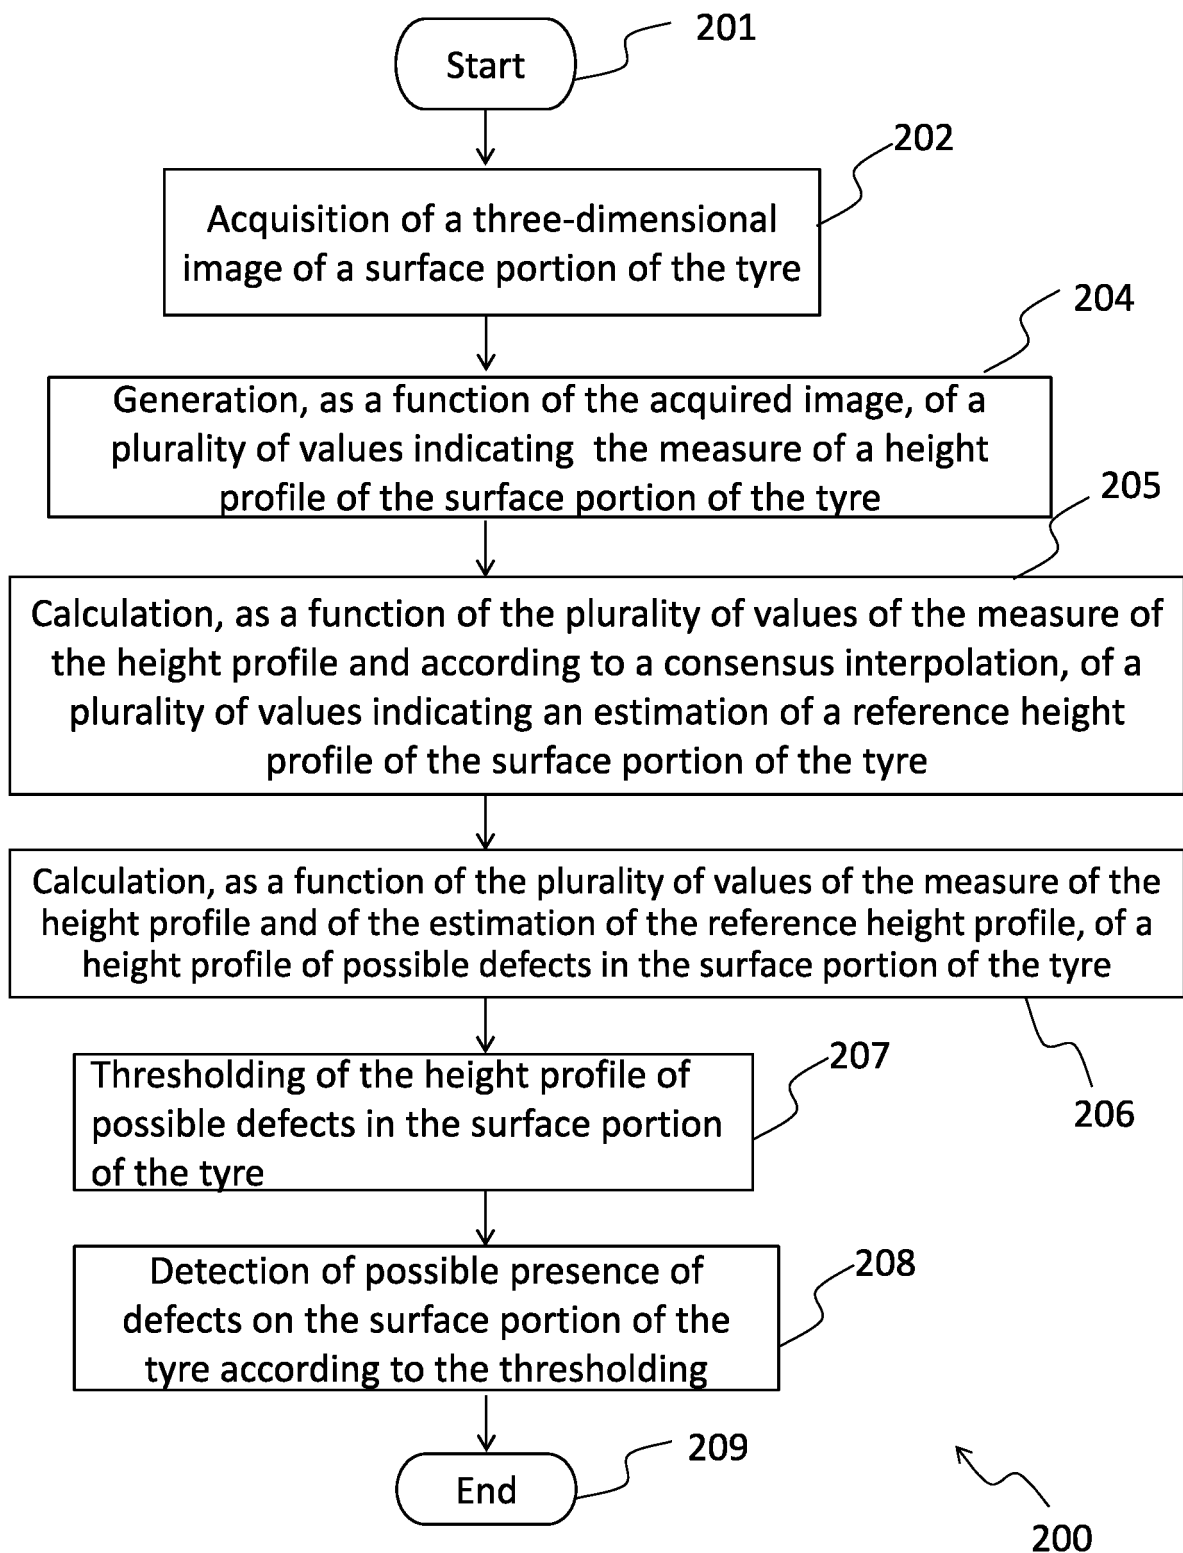 201
Start
202
Acquisition of a three-dimensional
image of a surface portion of the tyre
204
Generation, as a function of the acquired image, of a
plurality of values indicating the measure of a height
profile of the surface portion of the tyre
205
Calculation, as a function of the plurality of values of the measure of
the height profile and according to a consensus interpolation, of a
plurality of values indicating an estimation of a reference height
profile of the surface portion of the tyre
Calculation, as a function of the plurality of values of the measure of the
height profile and of the estimation of the reference height profile, of a
height profile of possible defects in the surface portion of the tyre
206
207
Thresholding of the height profile of
possible defects in the surface portion
of the tyre
208
Detection of possible presence of
defects on the surface portion of the
tyre according to the thresholding
209
End
200